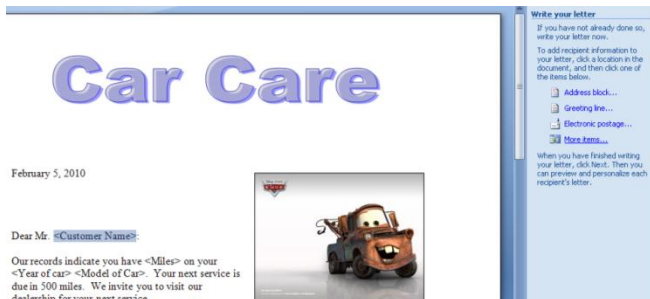 Car Care
February 5, 2010
Dear Mr. <Customer Name>:
Our records indicate you have <Miles> on your
<Year of car> <Model of Car>. Your next service is
due in 500 miles. We invite you to visit our
dealership for your next service
Write your letter
If you have not already done so,
write your letter now.
To add recipient information to
your letter, click a location in the
document, and then click one of
the items below.
Address block...
Greeting line...
Electronic postage...
More items...
When you have finished writing
your letter, click Next. Then you
can preview and personalize each
recipient's letter.